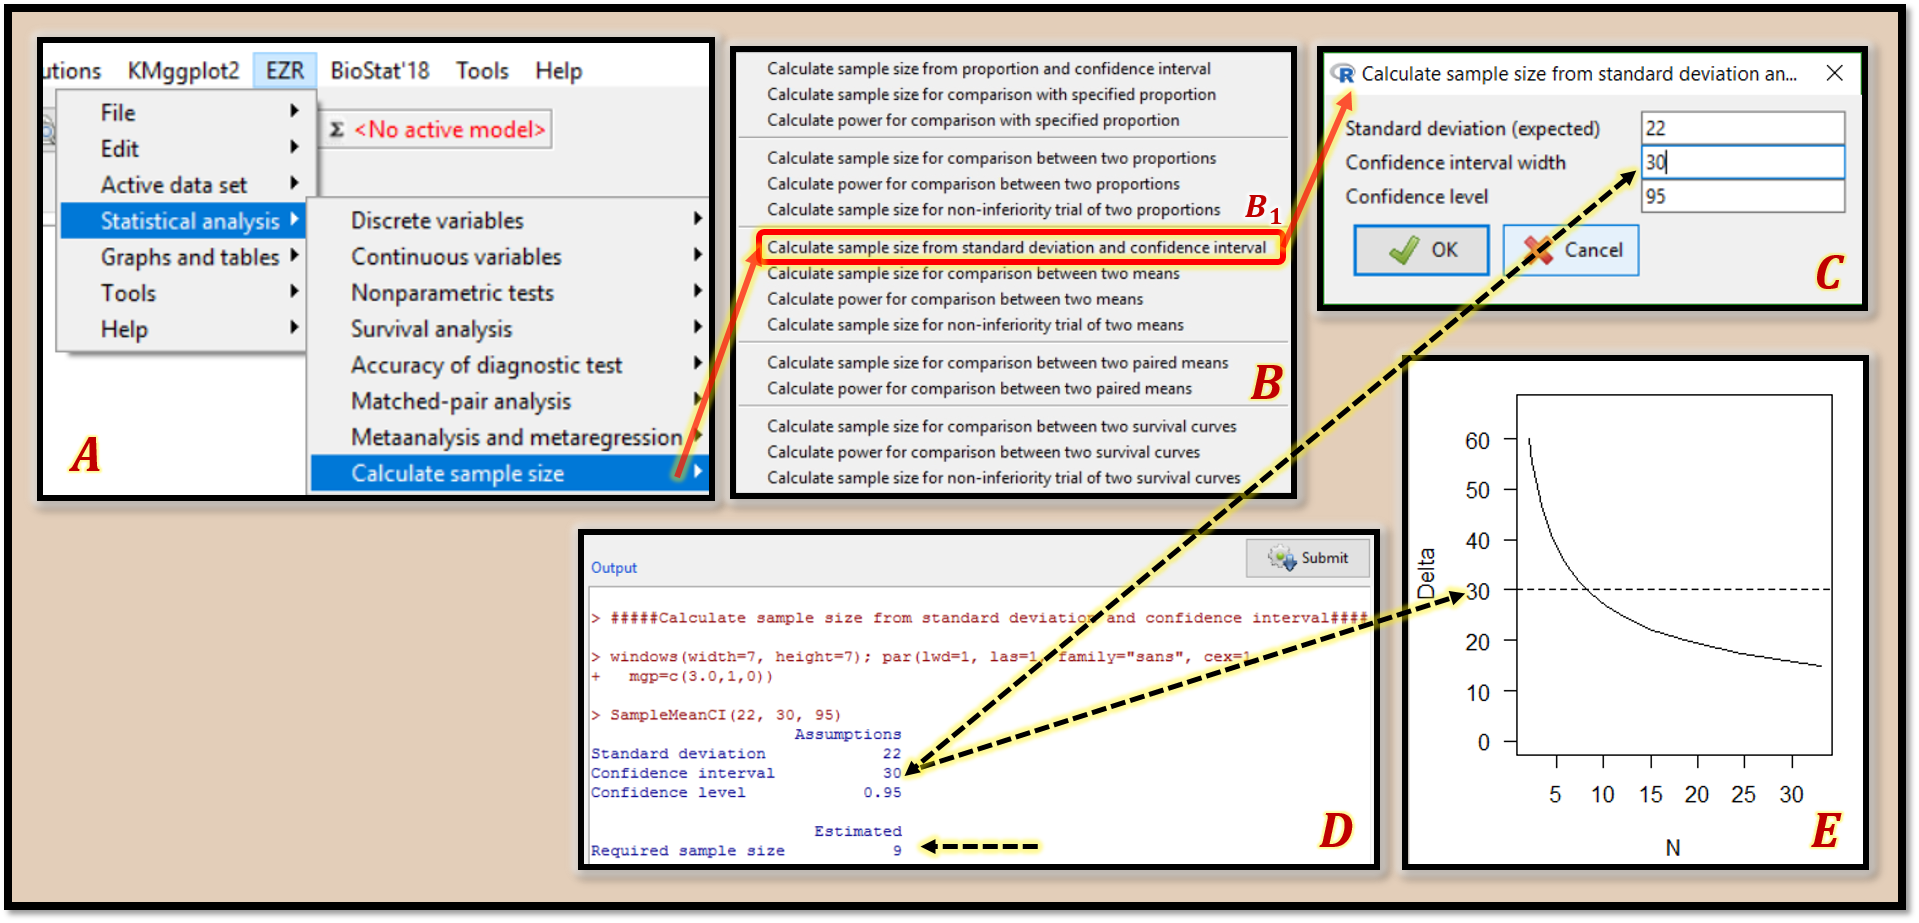 utions KMggplot2 EZR BioStat'18 Tools Help
File
Edit
Active data set
Statistical analysis
Graphs and tables
Tools
Help
Σ <No active model>
Discrete variables
Continuous variables
Nonparametric tests
Survival analysis
Accuracy of diagnostic test
Matched-pair analysis
Metaanalysis and metaregression
Calculate sample size
A
Calculate sample size from proportion and confidence interval
Calculate sample size for comparison with specified proportion
Calculate power for comparison with specified proportion
Calculate sample size for comparison between two proportions
Calculate power for comparison between two proportions
Calculate sample size for non-inferiority trial of two proportions
B1
Calculate sample size from standard deviation and confidence interval
Calculate sample size for comparison between two means
Calculate power for comparison between two means
Calculate sample size for non-inferiority trial of two means
Calculate sample size for comparison between two paired means
Calculate power for comparison between two paired means
B
Calculate sample size for comparison between two survival curves
Calculate power for comparison between two survival curves
Calculate sample size for non-inferiority trial of two survival curves
R Calculate sample size from standard deviation an...
Standard deviation (expected) 22
Confidence interval width 30
Confidence level 95
OK Cancel
C
Output Submit
> #####Calculate sample size from standard deviation and confidence interval####
> windows(width=7, height=7); par(lwd=1, las=1, family="sans", cex=1,
+ mgp=c(3.0,1,0))
> SampleMeanCI(22, 30, 95)
Assumptions
Standard deviation 22
Confidence interval 30
Confidence level 0.95
Estimated
Required sample size 9
D
Delta
60
50
40
30
20
10
0
5 10 15 20 25 30
N
E